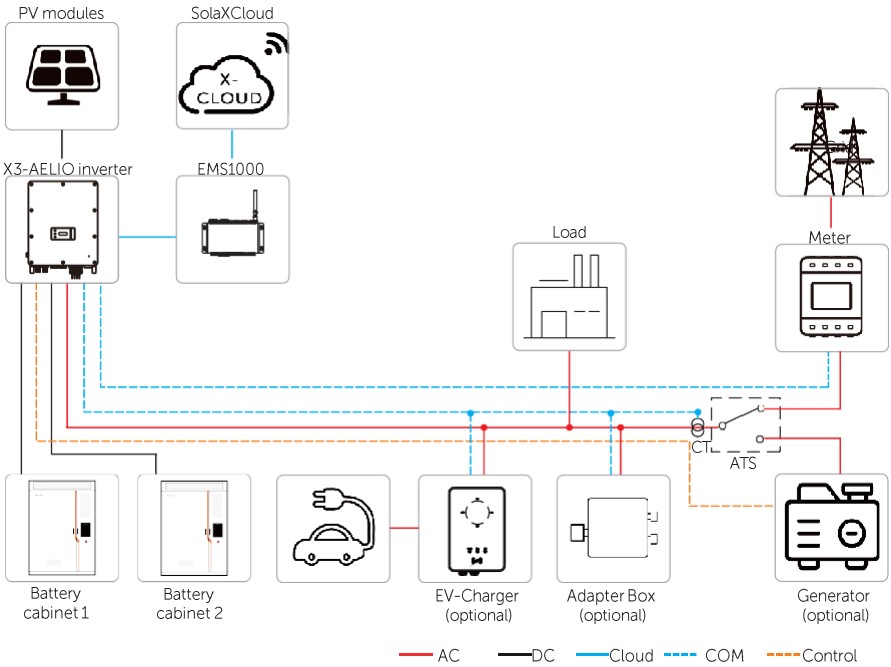 PV modules
SolaXCloud
X-
CLOUD
X3-AELIO inverter
EMS1000
Load
Meter
CT
ATS
Battery
cabinet 1
Battery
cabinet 2
EV-Charger
(optional)
Adapter Box
(optional)
Generator
(optional)
AC
DC
Cloud
COM
Control